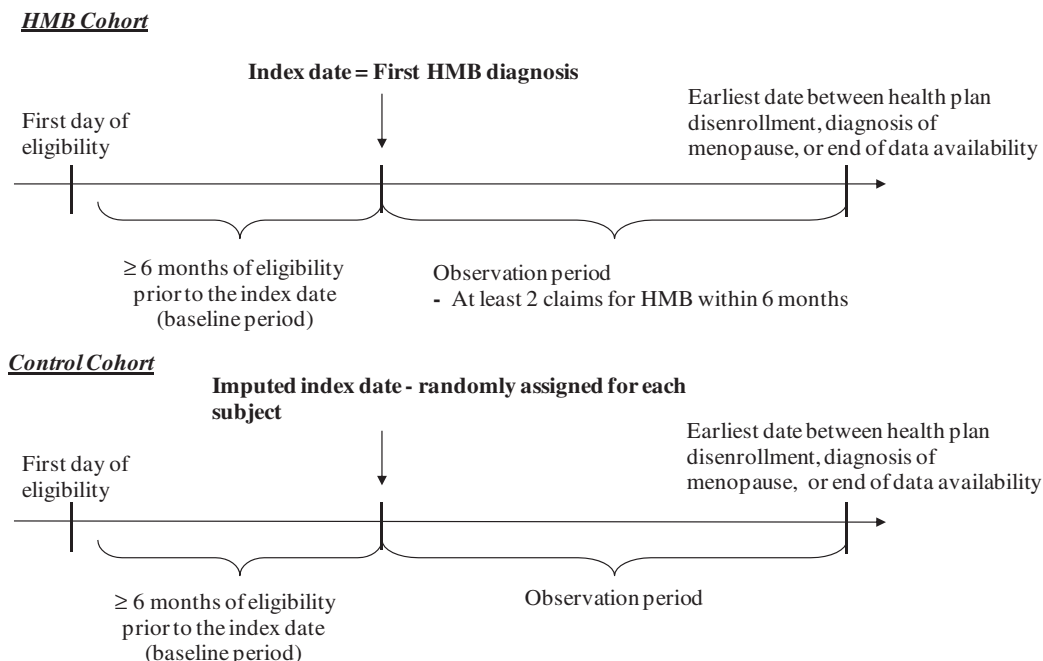 HMB Cohort
Index date = First HMB diagnosis
First day of
eligibility
Earliest date between health plan
disenrollment, diagnosis of
menopause, or end of data availability
≥ 6 months of eligibility
prior to the index date
(baseline period)
Observation period
- At least 2 claims for HMB within 6 months
Control Cohort
Imputed index date - randomly assigned for each
subject
First day of
eligibility
Earliest date between health plan
disenrollment, diagnosis of
menopause, or end of data availability
≥ 6 months of eligibility
prior to the index date
(baseline period)
Observation period